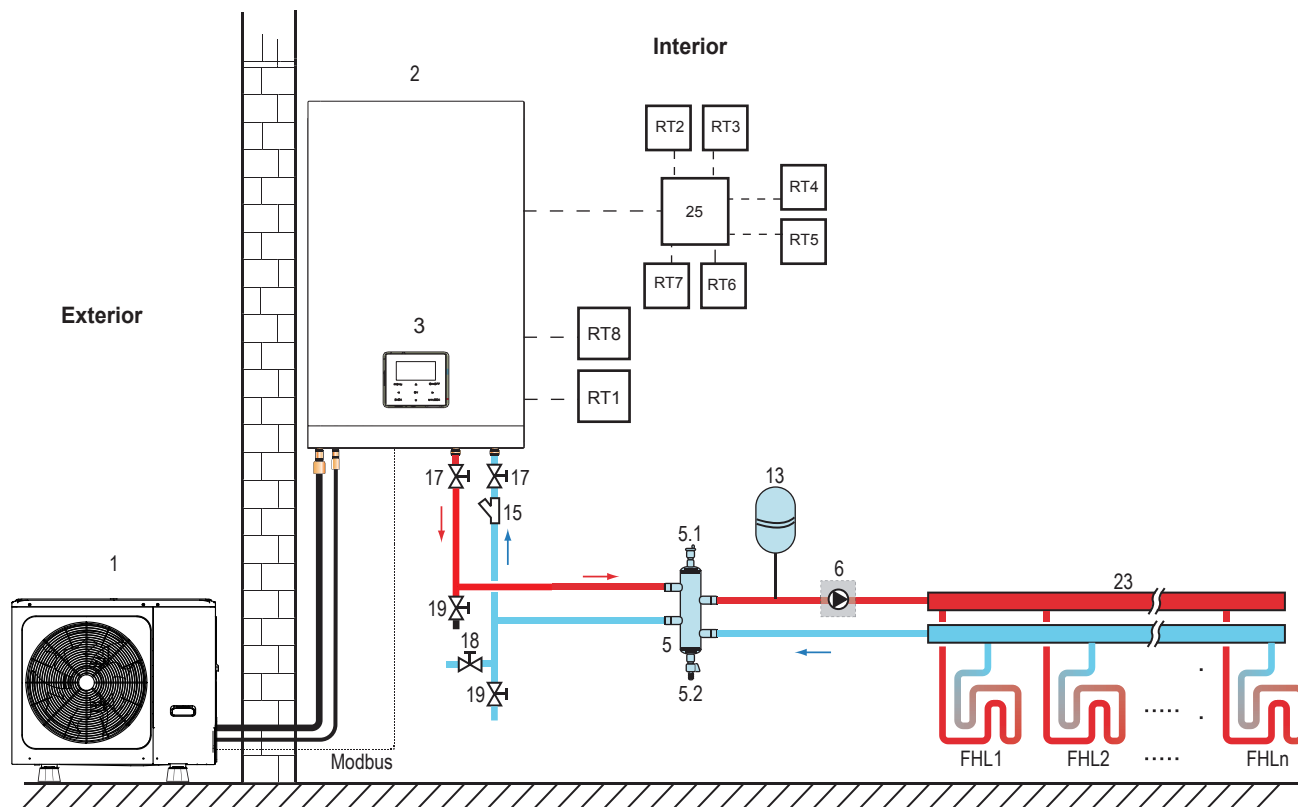 Interior
2
RT2
RT3
RT4
25
RT5
RT7
RT6
Exterior
3
RT8
RT1
17
17
13
15
1
5.1
6
23
19
18
5
19
5.2
Modbus
FHL1
FHL2
.....
.....
.
.
FHLn